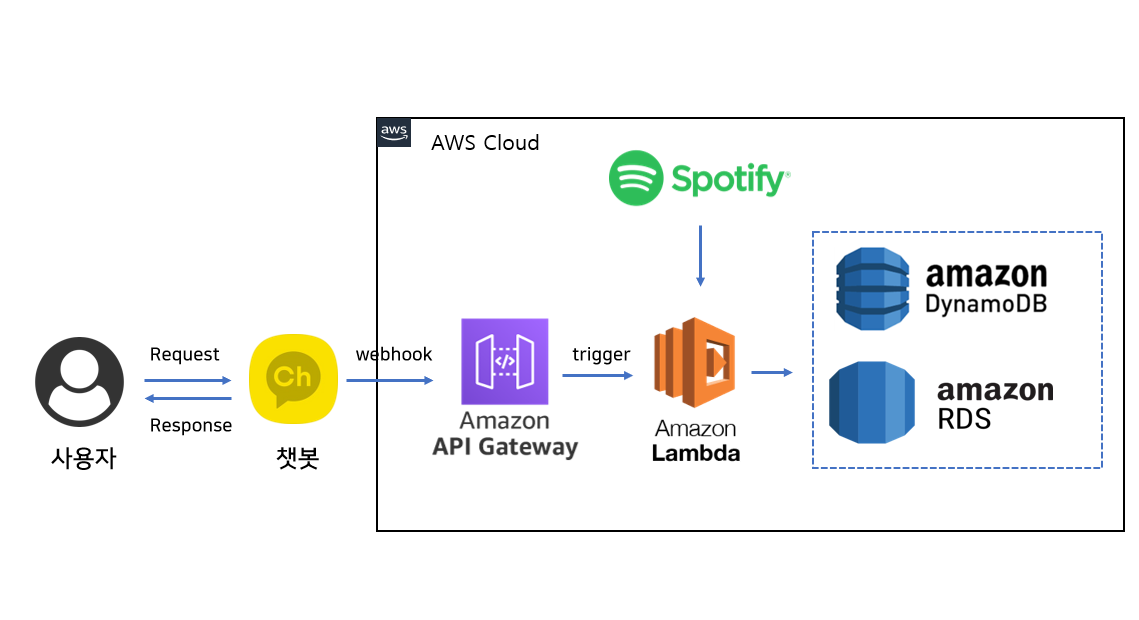 aws
AWS Cloud
Spotify®
amazon
DynamoDB
Request
webhook
trigger
Ch
</>
amazon
RDS
Response
Amazon
API Gateway
Amazon
Lambda
사용자
챗봇